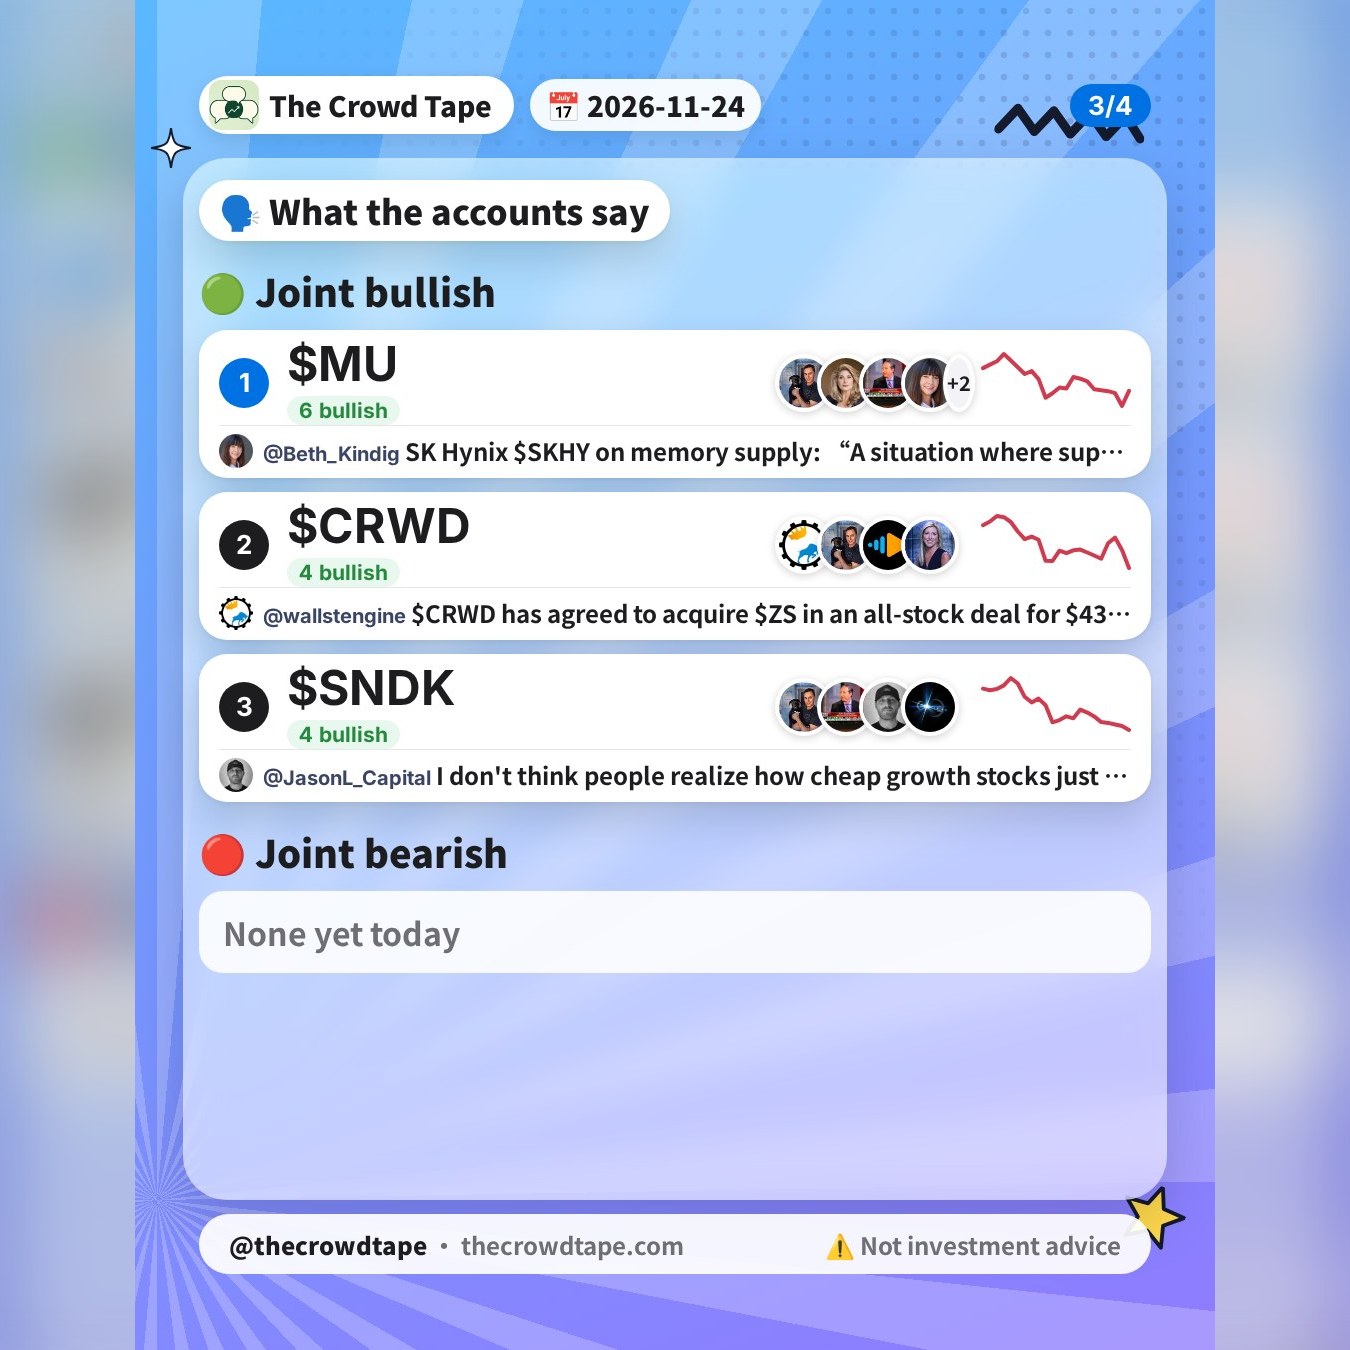 The Crowd Tape
July
17
2026-11-24
3/4
What the accounts say
Joint bullish
1
$MU
6 bullish
+2
@Beth_Kindig SK Hynix $SKHY on memory supply: “A situation where sup···
2
$CRWD
4 bullish
@wallstengine $CRWD has agreed to acquire $ZS in an all-stock deal for $43···
3
$SNDK
4 bullish
@JasonL_Capital I don't think people realize how cheap growth stocks just ···
Joint bearish
None yet today
@thecrowdtape • thecrowdtape.com
Not investment advice